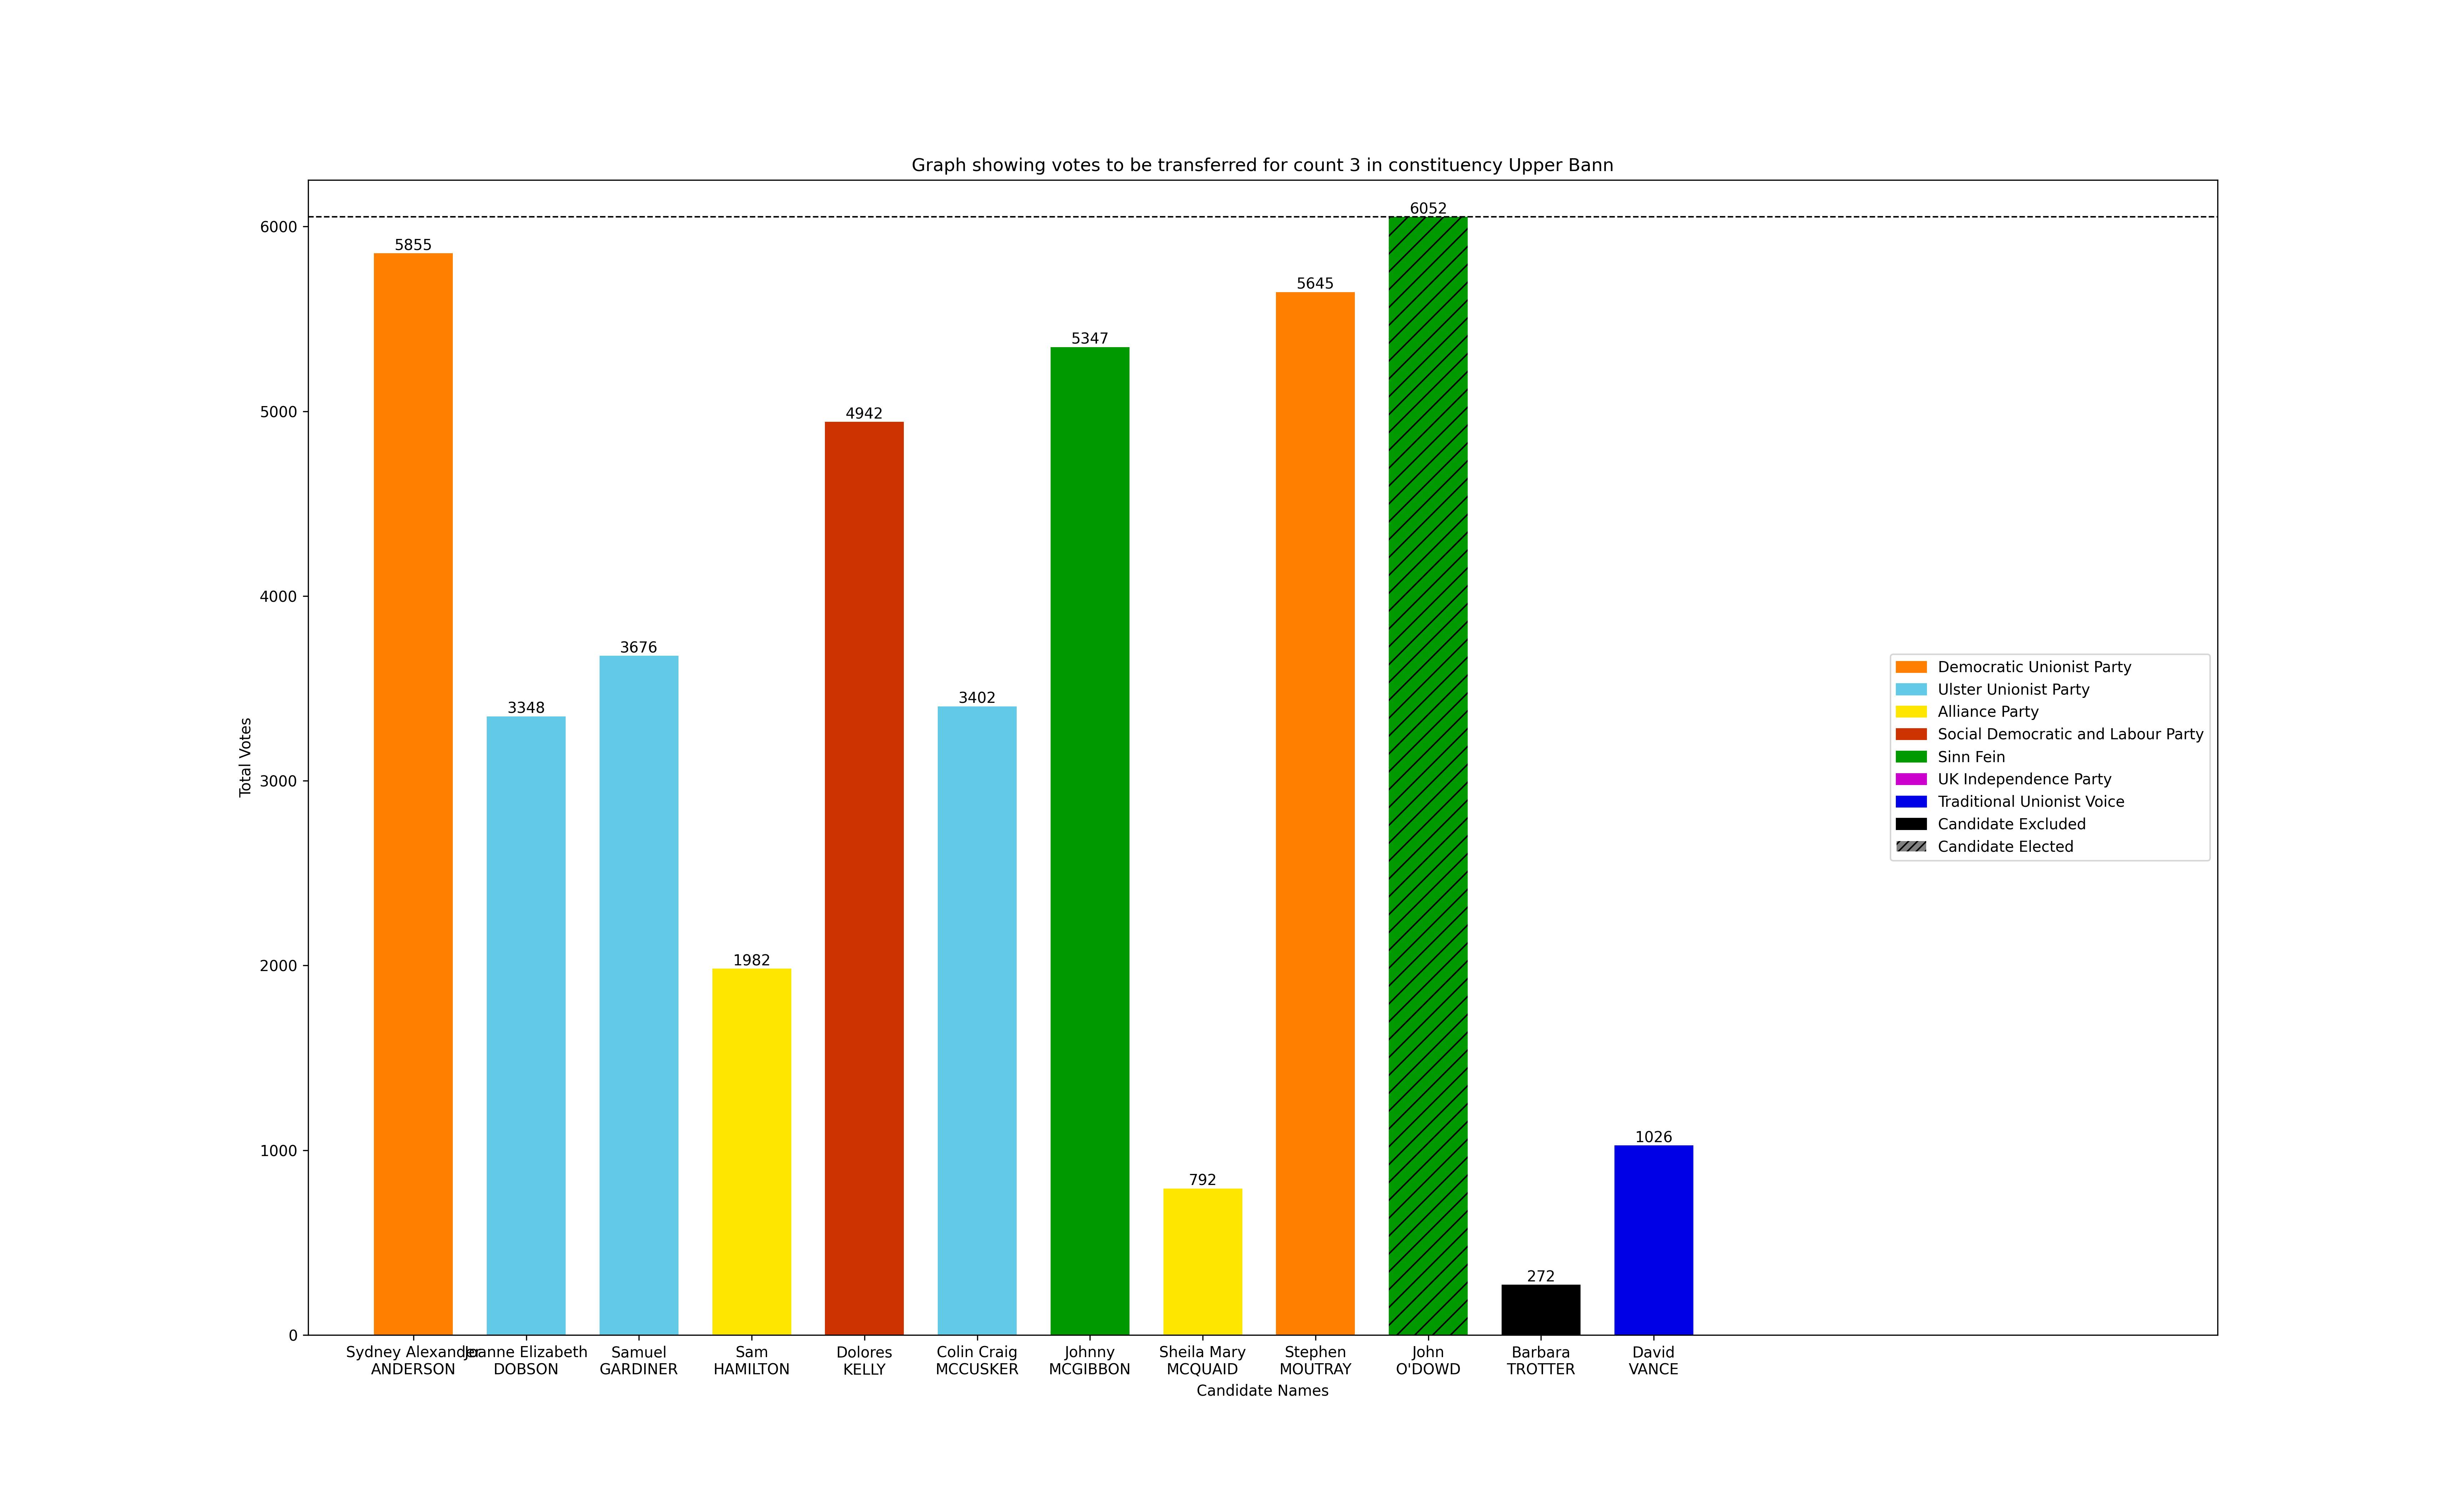 Graph showing votes to be transferred for count 3 in constituency Upper Bann
Total Votes
6000
5000
4000
3000
2000
1000
0
5855
3348
3676
1982
4942
3402
5347
792
5645
6052
272
1026
Democratic Unionist Party
Ulster Unionist Party
Alliance Party
Social Democratic and Labour Party
Sinn Fein
UK Independence Party
Traditional Unionist Voice
Candidate Excluded
Candidate Elected
Sydney Alexander
ANDERSON
Joanne Elizabeth
DOBSON
Samuel
GARDINER
Sam
HAMILTON
Dolores
KELLY
Colin Craig
MCCUSKER
Johnny
MCGIBBON
Sheila Mary
MCQUAID
Stephen
MOUTRAY
John
O'DOWD
Barbara
TROTTER
David
VANCE
Candidate Names